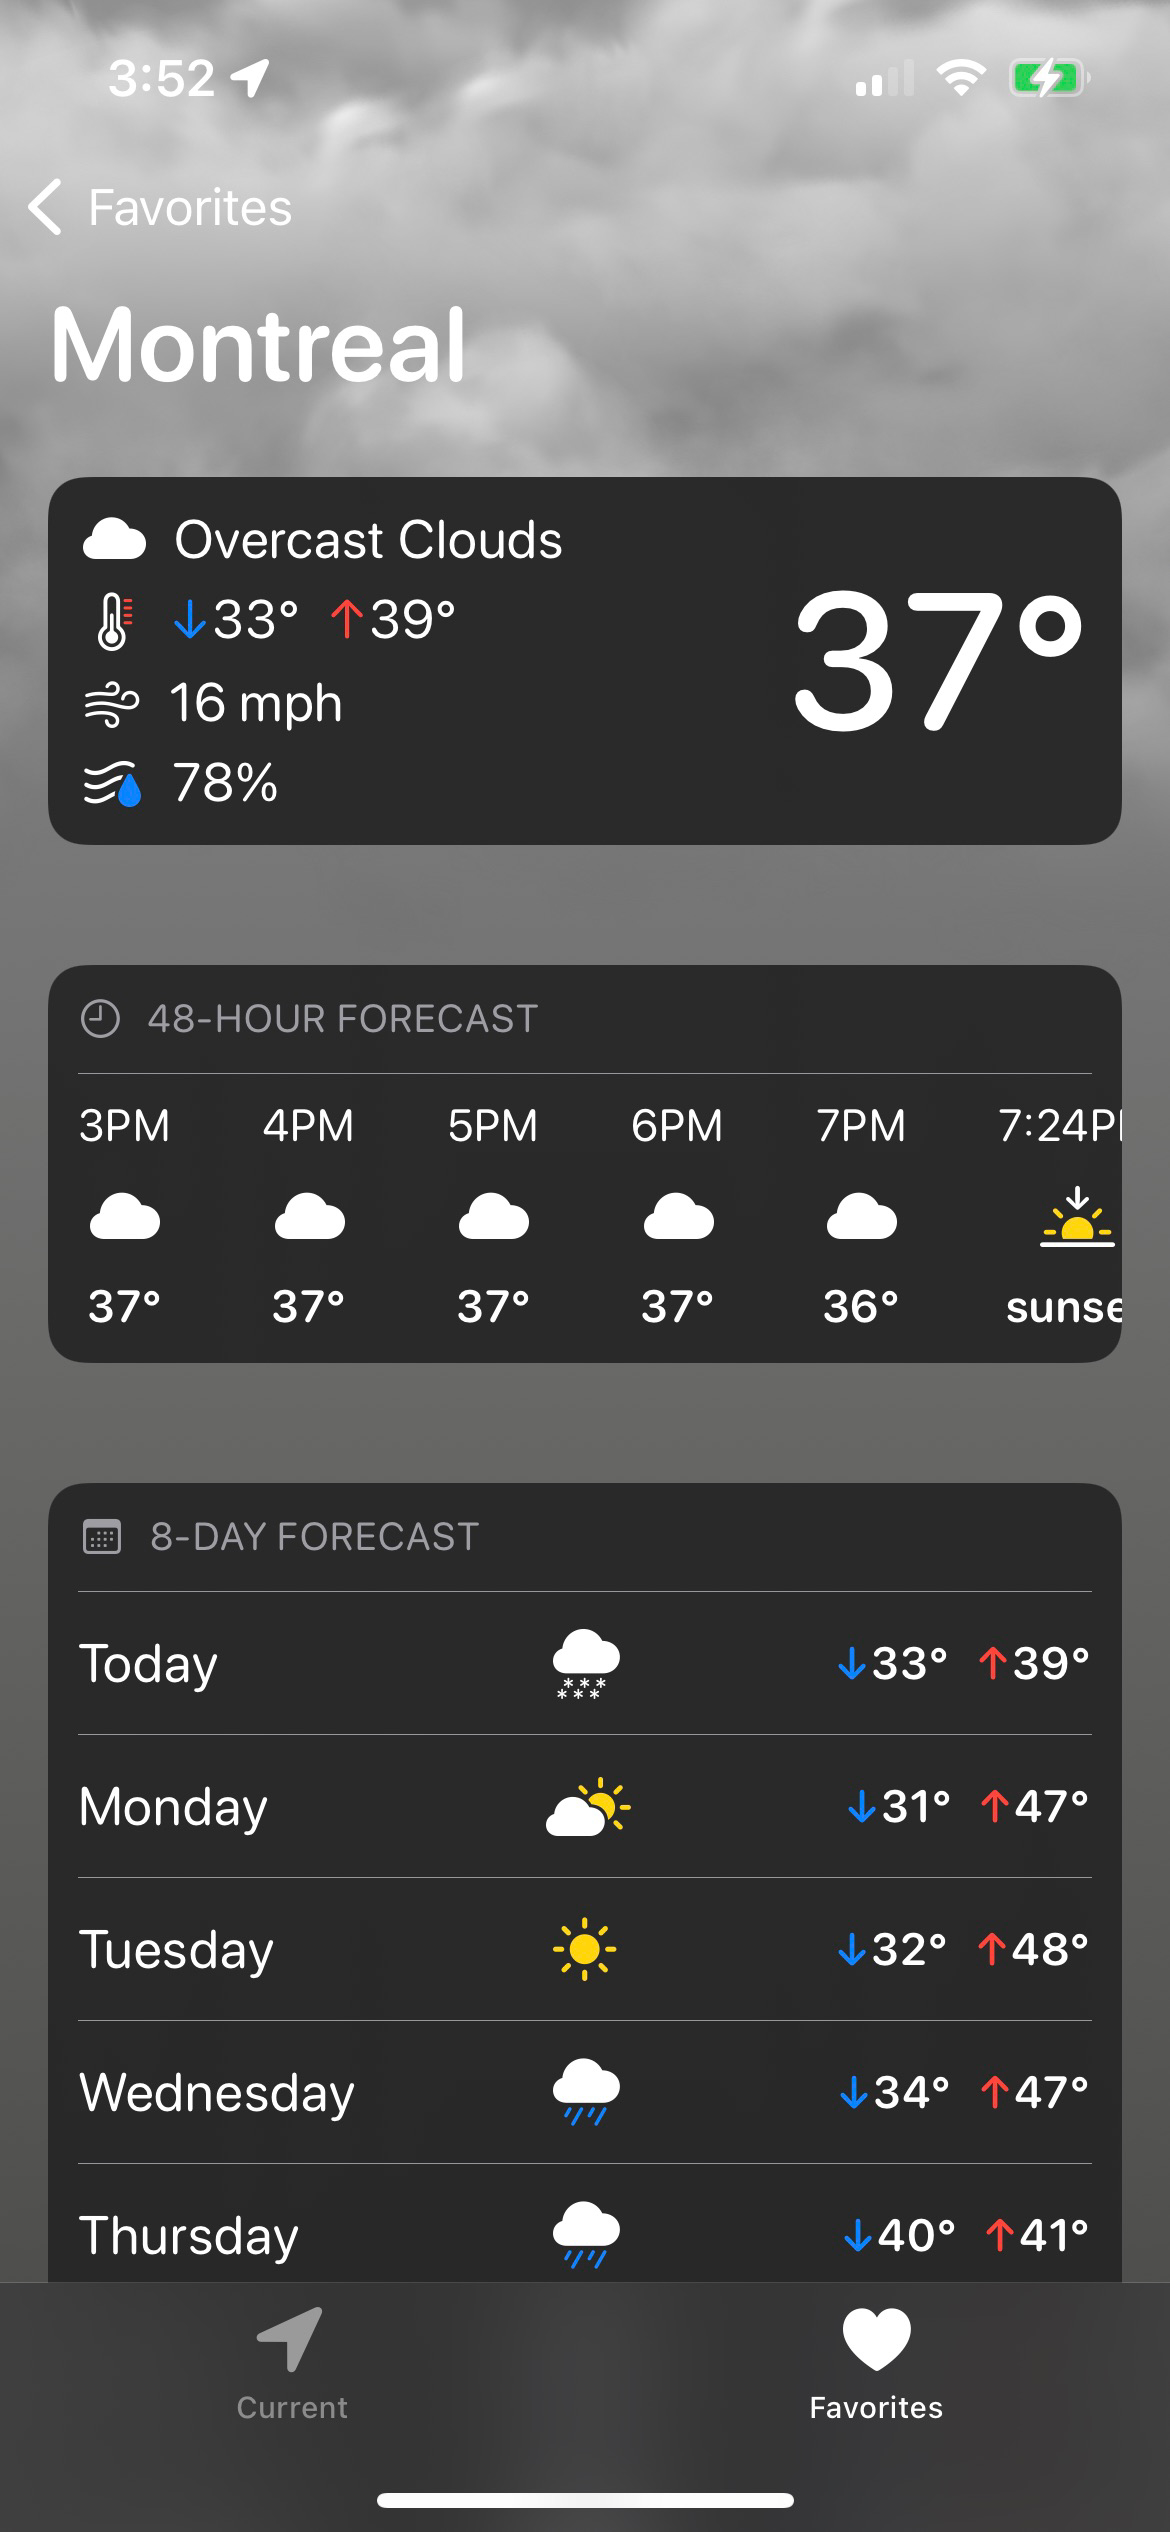 3:52
Favorites
Montreal
Overcast Clouds
↓33° ↑39°
37°
16 mph
78%
48-HOUR FORECAST
3PM 4PM 5PM 6PM 7PM 7:24P
37° 37° 37° 37° 36° sunse
8-DAY FORECAST
Today ↓33° ↑39°
Monday ↓31° ↑47°
Tuesday ↓32° ↑48°
Wednesday ↓34° ↑47°
Thursday ↓40° ↑41°
Current Favorites